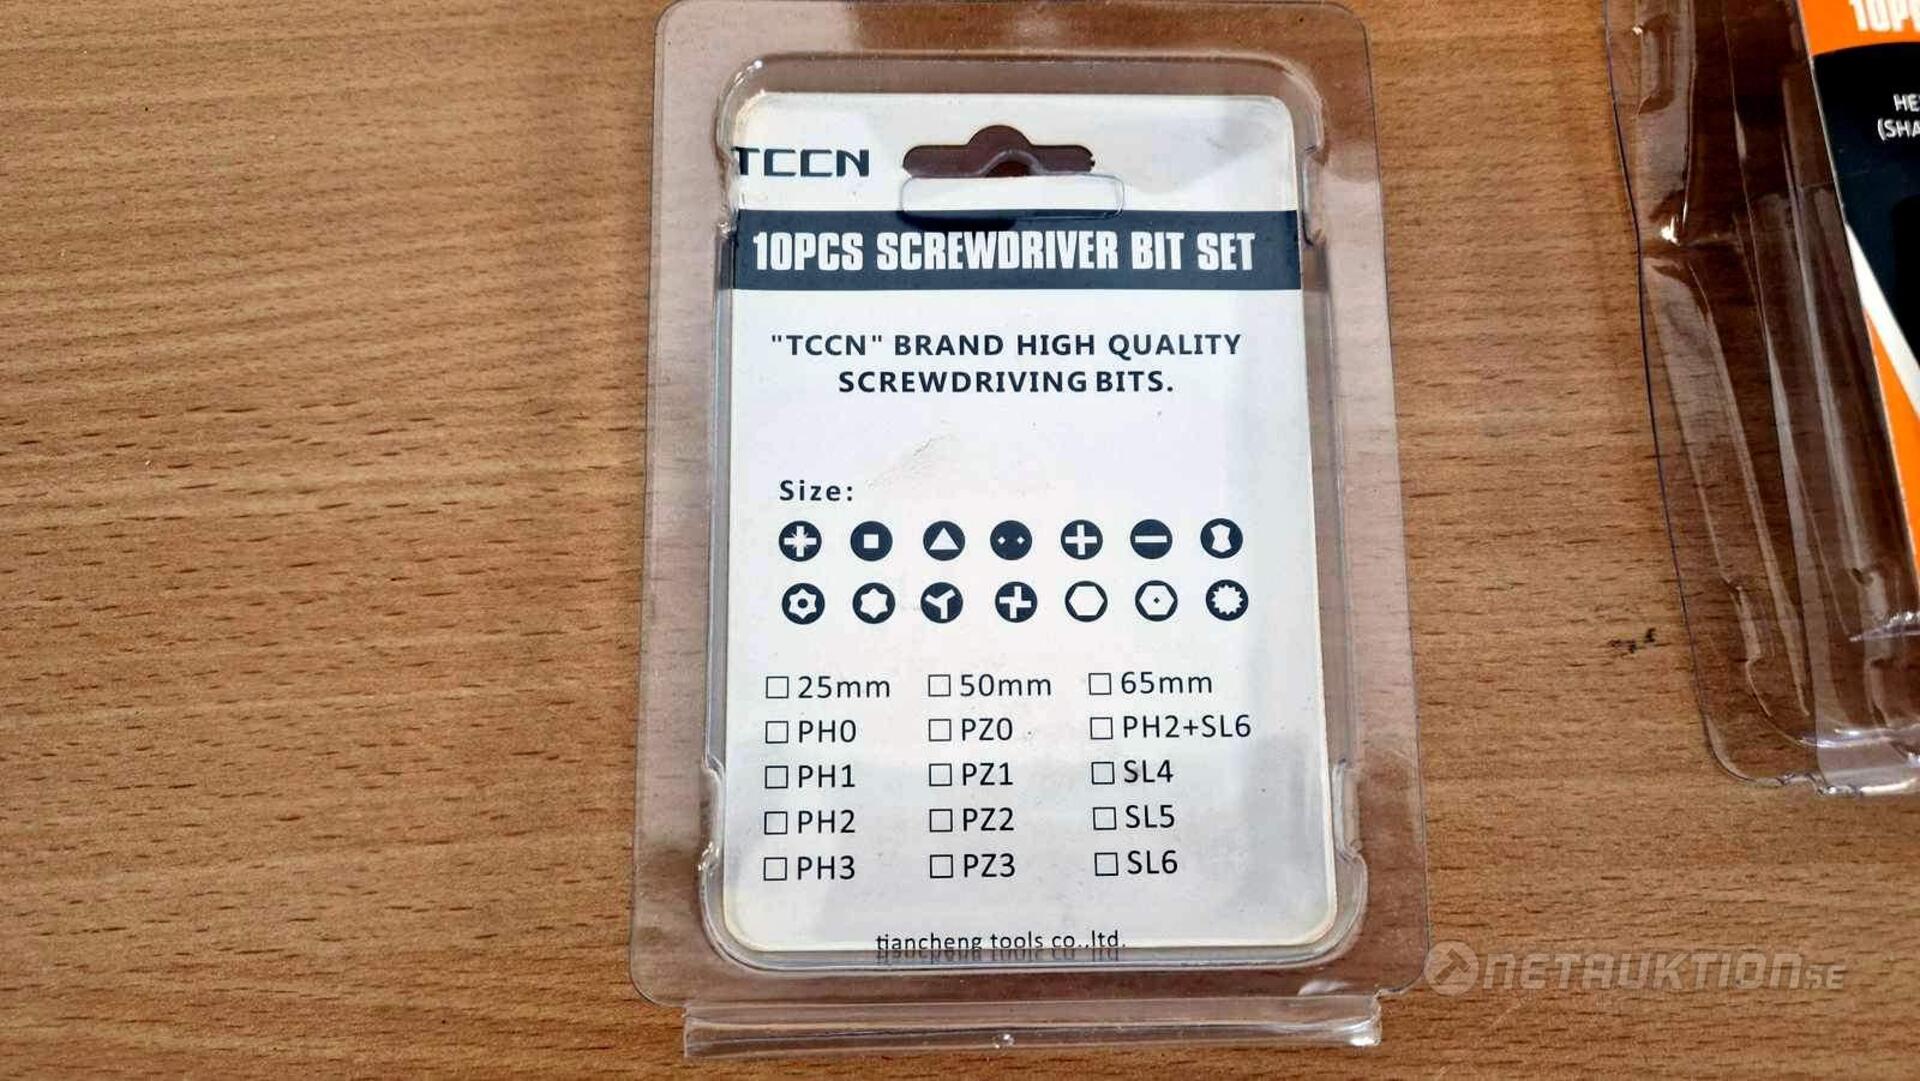 TCCN
10PCS SCREWDRIVER BIT SET
"TCCN" BRAND HIGH QUALITY
SCREWDRIVING BITS.
Size:
25mm 50mm 65mm
PH0 PZ0 PH2+SL6
PH1 PZ1 SL4
PH2 PZ2 SL5
PH3 PZ3 SL6
tiancheng tools co.,ltd.
NETAUKTION.SE